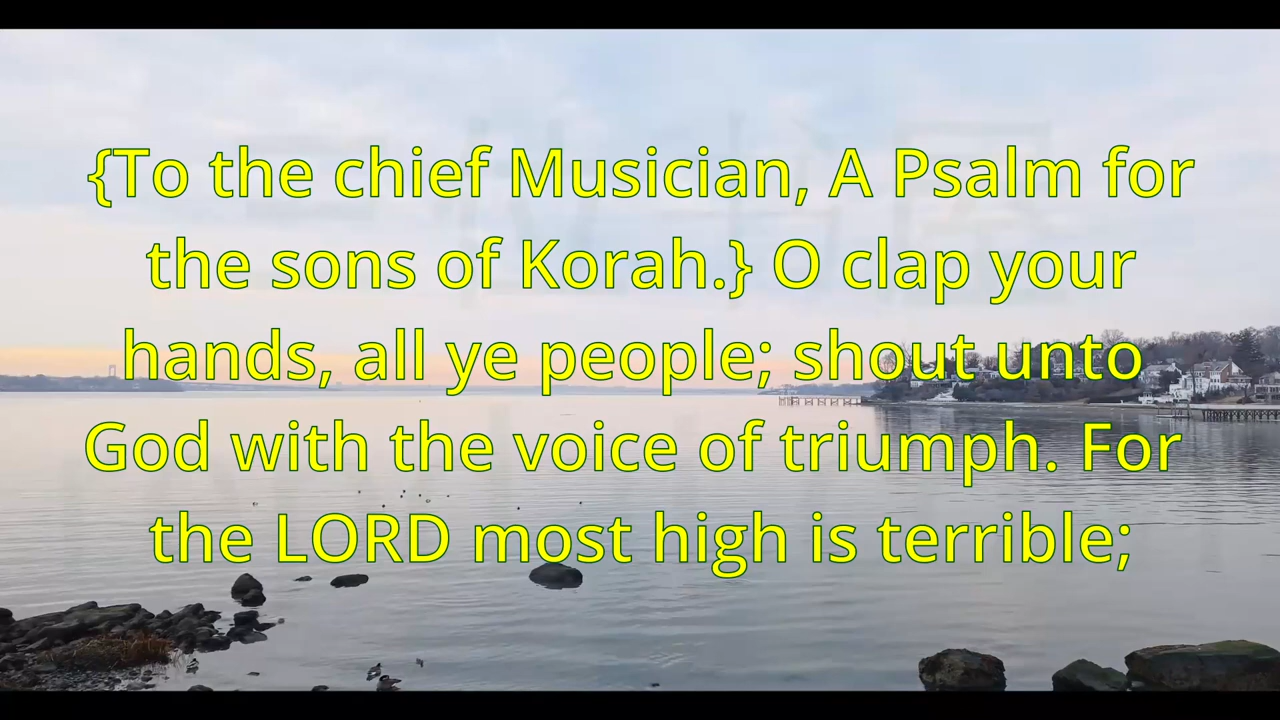 {To the chief Musician, A Psalm for
the sons of Korah.} O clap your
hands, all ye people; shout unto
God with the voice of triumph. For
the LORD most high is terrible;